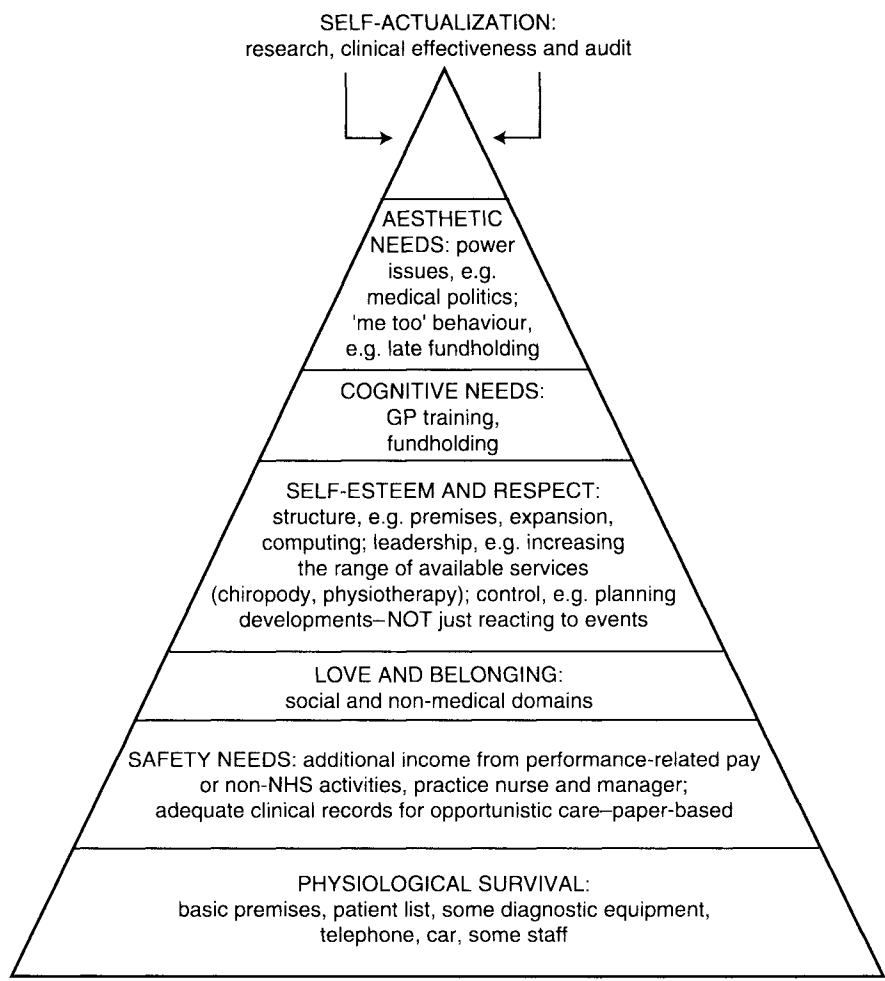 SELF-ACTUALIZATION:
research, clinical effectiveness and audit
AESTHETIC
NEEDS: power
issues, e.g.
medical politics;
'me too' behaviour,
e.g. late fundholding
COGNITIVE NEEDS:
GP training,
fundholding
SELF-ESTEEM AND RESPECT:
structure, e.g. premises, expansion,
computing; leadership, e.g. increasing
the range of available services
(chiropody, physiotherapy); control, e.g. planning
developments–NOT just reacting to events
LOVE AND BELONGING:
social and non-medical domains
SAFETY NEEDS: additional income from performance-related pay
or non-NHS activities, practice nurse and manager;
adequate clinical records for opportunistic care–paper-based
PHYSIOLOGICAL SURVIVAL:
basic premises, patient list, some diagnostic equipment,
telephone, car, some staff